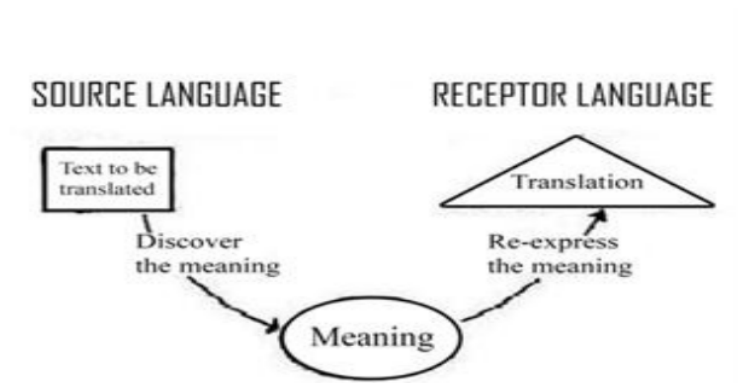 SOURCE LANGUAGE
RECEPTOR LANGUAGE
Text to be
translated
Translation
Discover
the meaning
Re-express
the meaning
Meaning